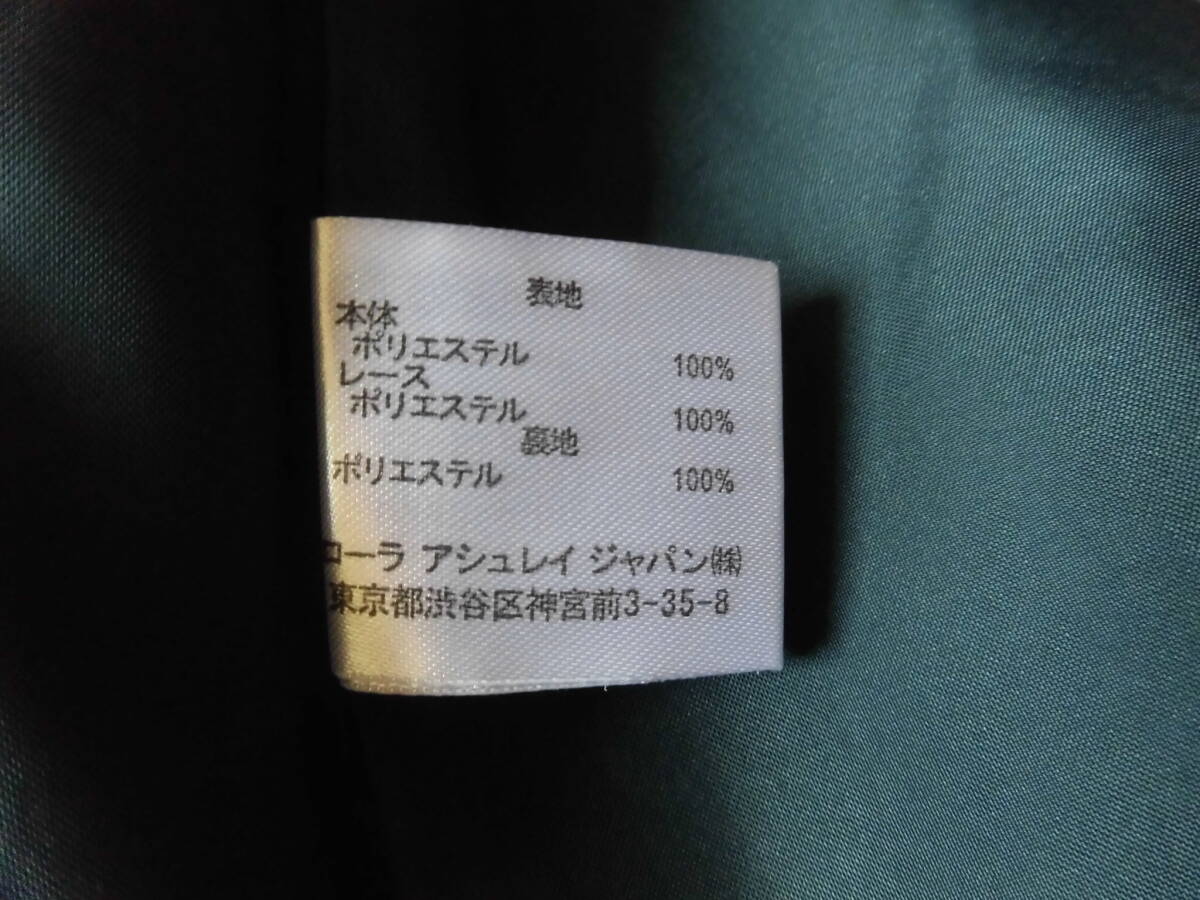 表地
本体
ポリエステル 100%
レース
ポリエステル 100%
裏地
ポリエステル 100%
ローラ アシュレイ ジャパン㈱
東京都渋谷区神宮前3-35-8